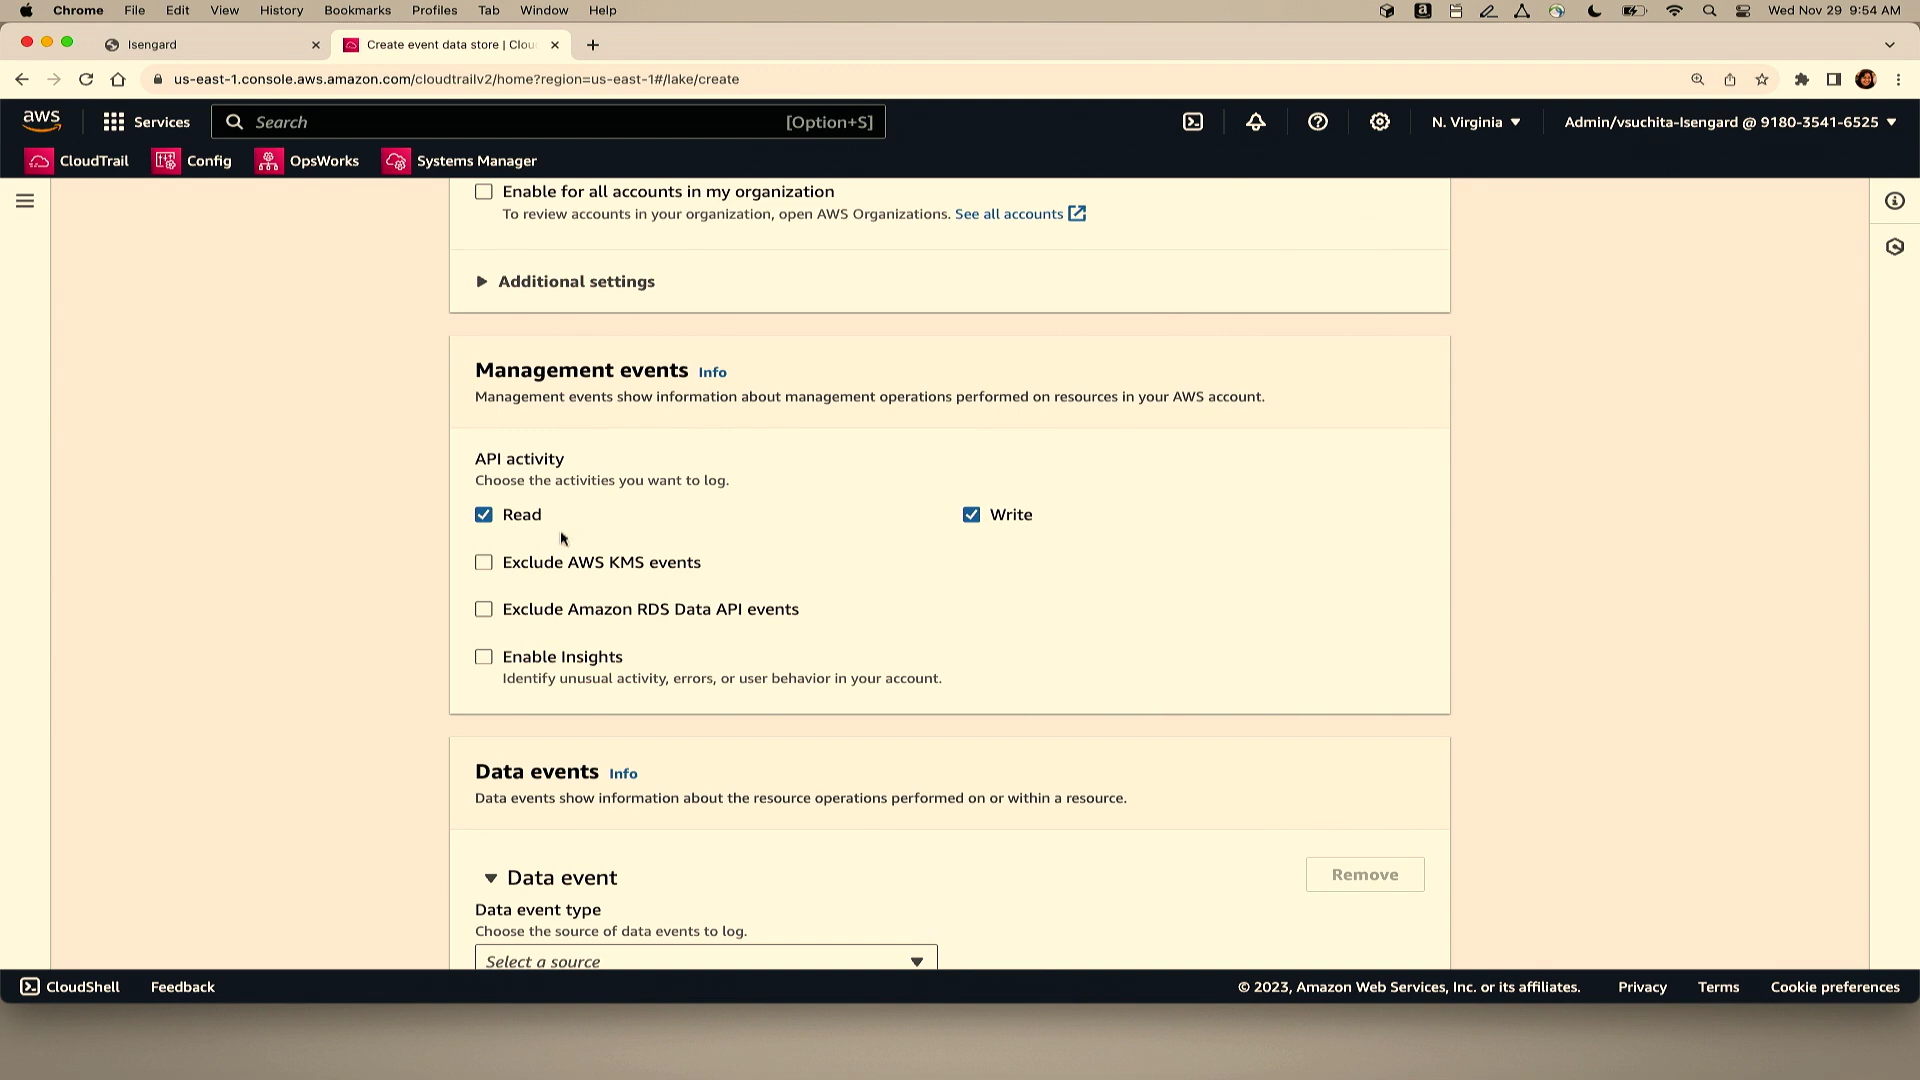 Chrome File Edit View History Bookmarks Profiles Tab Window Help Wed Nov 29 9:54 AM
Isengard
Create event data store | Clou
us-east-1.console.aws.amazon.com/cloudtrailv2/home?region=us-east-1#/lake/create
aws Services Search [Option+S] N. Virginia Admin/vsuchita-Isengard @ 9180-3541-6525
CloudTrail Config OpsWorks Systems Manager
Enable for all accounts in my organization
To review accounts in your organization, open AWS Organizations. See all accounts
Additional settings
Management events Info
Management events show information about management operations performed on resources in your AWS account.
API activity
Choose the activities you want to log.
Read Write
Exclude AWS KMS events
Exclude Amazon RDS Data API events
Enable Insights
Identify unusual activity, errors, or user behavior in your account.
Data events Info
Data events show information about the resource operations performed on or within a resource.
Data event Remove
Data event type
Choose the source of data events to log.
Select a source
CloudShell Feedback © 2023, Amazon Web Services, Inc. or its affiliates. Privacy Terms Cookie preferences